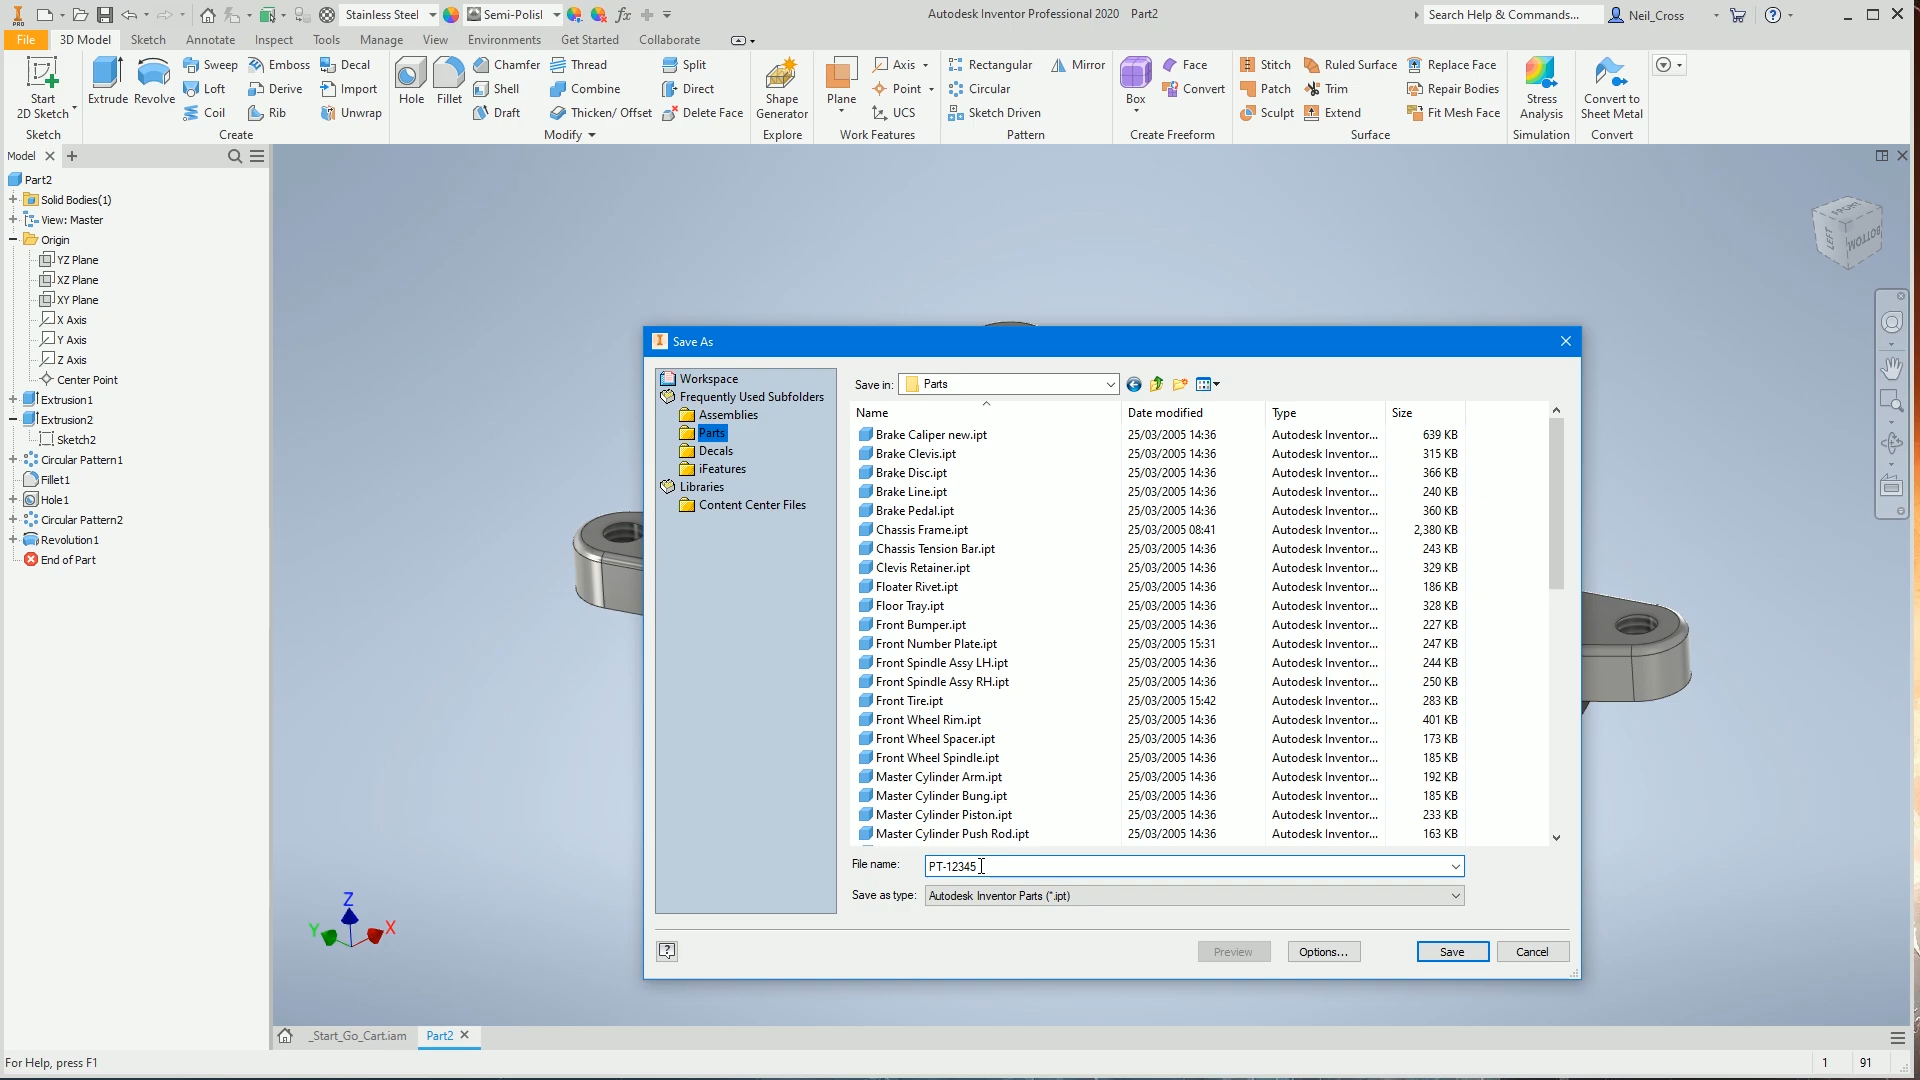 Stainless Steel
Semi-Polisl
Autodesk Inventor Professional 2020 Part2
Search Help & Commands...
Neil_Cross
File 3D Model Sketch Annotate Inspect Tools Manage View Environments Get Started Collaborate
Start
2D Sketch
Extrude
Revolve
Sweep
Loft
Coil
Emboss
Derive
Rib
Decal
Import
Unwrap
Hole
Fillet
Chamfer
Shell
Draft
Thread
Combine
Thicken/ Offset
Split
Direct
Delete Face
Shape
Generator
Plane
Axis
Point
UCS
Rectangular
Circular
Sketch Driven
Mirror
Box
Face
Convert
Stitch
Patch
Sculpt
Ruled Surface
Trim
Extend
Replace Face
Repair Bodies
Fit Mesh Face
Stress
Analysis
Convert to
Sheet Metal
Sketch Create Modify Explore Work Features Pattern Create Freeform Surface Simulation Convert
Model
Part2
Solid Bodies(1)
View: Master
Origin
YZ Plane
XZ Plane
XY Plane
X Axis
Y Axis
Z Axis
Center Point
Extrusion1
Extrusion2
Sketch2
Circular Pattern1
Fillet1
Hole1
Circular Pattern2
Revolution1
End of Part
FRONT
LEFT
BOTTOM
Save As
Workspace
Frequently Used Subfolders
Assemblies
Parts
Decals
iFeatures
Libraries
Content Center Files
Save in: Parts
Name Date modified Type Size
Brake Caliper new.ipt 25/03/2005 14:36 Autodesk Inventor... 639 KB
Brake Clevis.ipt 25/03/2005 14:36 Autodesk Inventor... 315 KB
Brake Disc.ipt 25/03/2005 14:36 Autodesk Inventor... 366 KB
Brake Line.ipt 25/03/2005 14:36 Autodesk Inventor... 240 KB
Brake Pedal.ipt 25/03/2005 14:36 Autodesk Inventor... 360 KB
Chassis Frame.ipt 25/03/2005 08:41 Autodesk Inventor... 2,380 KB
Chassis Tension Bar.ipt 25/03/2005 14:36 Autodesk Inventor... 243 KB
Clevis Retainer.ipt 25/03/2005 14:36 Autodesk Inventor... 329 KB
Floater Rivet.ipt 25/03/2005 14:36 Autodesk Inventor... 186 KB
Floor Tray.ipt 25/03/2005 14:36 Autodesk Inventor... 328 KB
Front Bumper.ipt 25/03/2005 14:36 Autodesk Inventor... 227 KB
Front Number Plate.ipt 25/03/2005 15:31 Autodesk Inventor... 247 KB
Front Spindle Assy LH.ipt 25/03/2005 14:36 Autodesk Inventor... 244 KB
Front Spindle Assy RH.ipt 25/03/2005 14:36 Autodesk Inventor... 250 KB
Front Tire.ipt 25/03/2005 15:42 Autodesk Inventor... 283 KB
Front Wheel Rim.ipt 25/03/2005 14:36 Autodesk Inventor... 401 KB
Front Wheel Spacer.ipt 25/03/2005 14:36 Autodesk Inventor... 173 KB
Front Wheel Spindle.ipt 25/03/2005 14:36 Autodesk Inventor... 185 KB
Master Cylinder Arm.ipt 25/03/2005 14:36 Autodesk Inventor... 192 KB
Master Cylinder Bung.ipt 25/03/2005 14:36 Autodesk Inventor... 185 KB
Master Cylinder Piston.ipt 25/03/2005 14:36 Autodesk Inventor... 233 KB
Master Cylinder Push Rod.ipt 25/03/2005 14:36 Autodesk Inventor... 163 KB
File name: PT-12345
Save as type: Autodesk Inventor Parts (*.ipt)
Preview Options... Save Cancel
Z
Y
X
_Start_Go_Cart.iam Part2
For Help, press F1
1 91